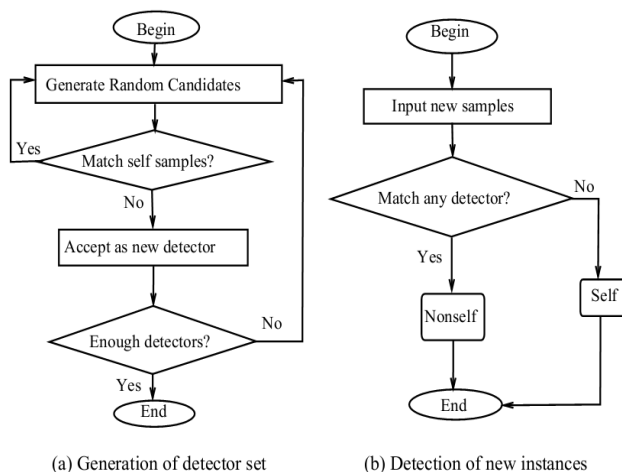 Begin
Generate Random Candidates
Yes
Match self samples?
No
Accept as new detector
Enough detectors?
No
Yes
End
(a) Generation of detector set
Begin
Input new samples
Match any detector?
No
Yes
Nonself
Self
End
(b) Detection of new instances